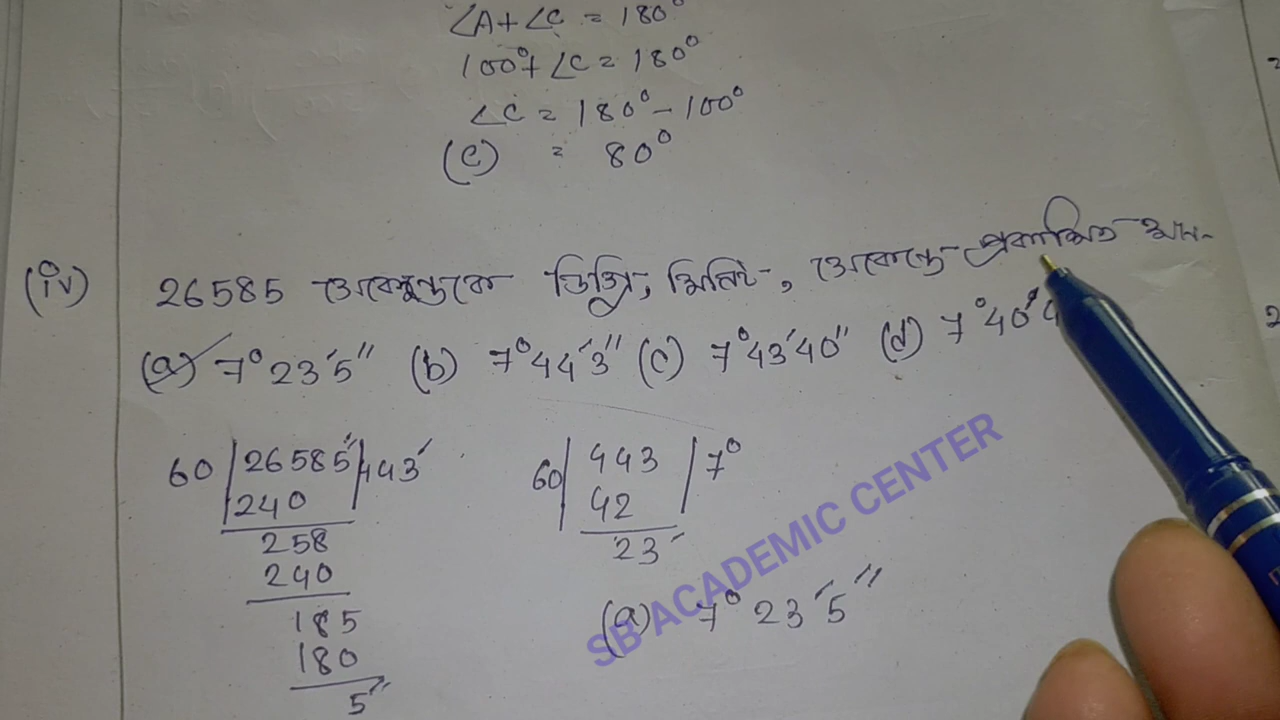 ∠A+∠C = 180°
100°+∠C = 180°
∠C = 180° - 100°
(c) = 80°
(iv) 26585 সেকেন্ডকে ডিগ্রি, মিনিট, সেকেন্ডে প্রকাশিত মান-
(a) 7° 23′ 5″ (b) 7° 44′ 3″ (c) 7° 43′ 40″ (d) 7° 40′ 4
60 26585″ 443′
240
258
240
185
180
5″
60 443 7°
42
23′
(a) 7° 23′ 5″
SB ACADEMIC CENTER
2